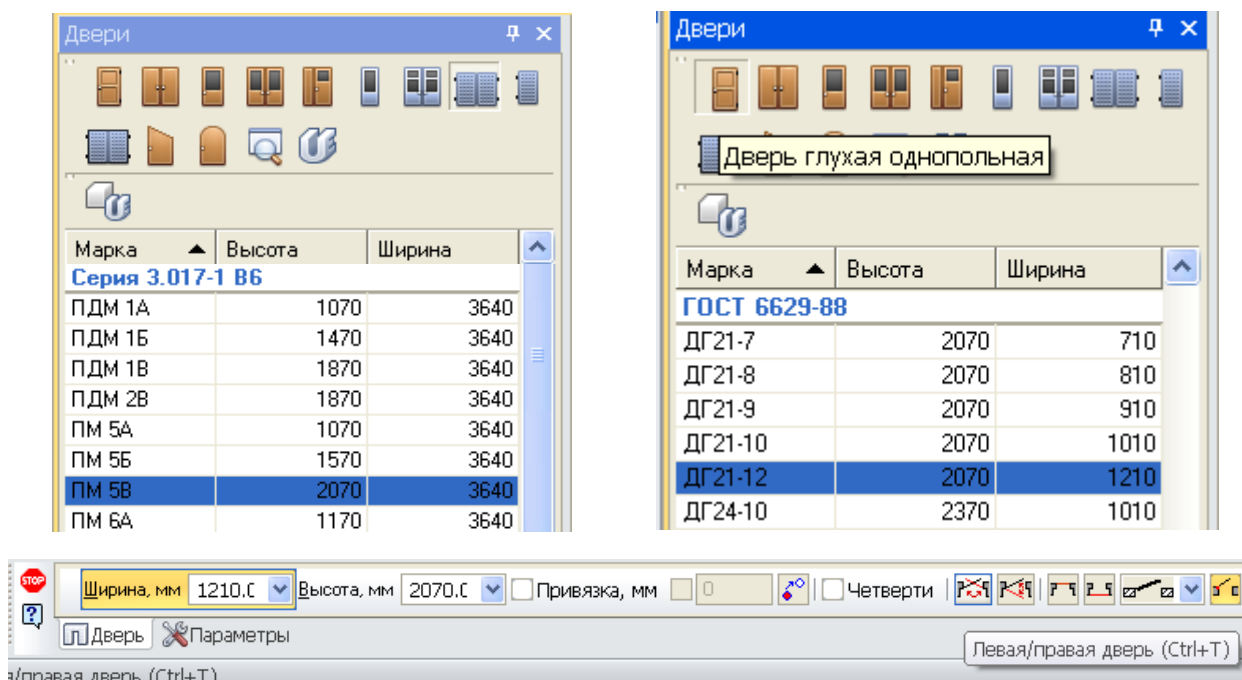 Двери
Марка Высота Ширина
Серия 3.017-1 В6
ПДМ 1А 1070 3640
ПДМ 1Б 1470 3640
ПДМ 1В 1870 3640
ПДМ 2В 1870 3640
ПМ 5А 1070 3640
ПМ 5Б 1570 3640
ПМ 5В 2070 3640
ПМ 6А 1170 3640
Двери
Дверь глухая однопольная
Марка Высота Ширина
ГОСТ 6629-88
ДГ21-7 2070 710
ДГ21-8 2070 810
ДГ21-9 2070 910
ДГ21-10 2070 1010
ДГ21-12 2070 1210
ДГ24-10 2370 1010
STOP Ширина, мм 1210.0 Высота, мм 2070.0 Привязка, мм 0 Четверти
Дверь Параметры
Левая/правая дверь (Ctrl+T)
я/правая дверь (Ctrl+T)